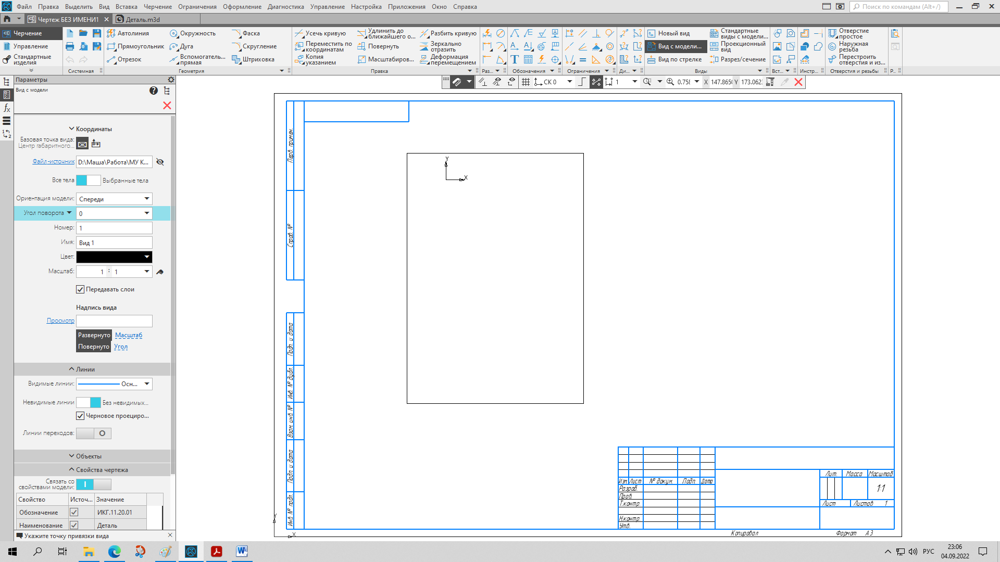 Файл Правка Выделить Вид Вставка Черчение Ограничения Оформление Диагностика Управление Настройка Приложения Окно Справка
Поиск по командам (Alt+/)
Чертеж БЕЗ ИМЕНИ1
Деталь.m3d
Черчение
Управление
Стандартные изделия
Системная
Автолиния
Прямоугольник
Отрезок
Окружность
Дуга
Вспомогатель... прямая
Фаска
Скругление
Штриховка
Геометрия
Усечь кривую
Переместить по координатам
Копия указанием
Удлинить до ближайшего о...
Повернуть
Масштабиров...
Разбить кривую
Зеркально отразить
Деформация перемещением
Правка
Раз...
Обозначения
Ограничения
Ди...
Новый вид
Вид с модели...
Вид по стрелке
Стандартные виды с модели...
Проекционный вид
Разрез/сечение
Виды
Вст...
Инстр...
Отверстие простое
Наружная резьба
Перестроить отверстия и из...
Отверстия и резьбы
Р...
СК 0
1
0.758
X 147.8650
Y 173.0623
Параметры
Вид с модели
Координаты
Базовая точка вида:
Центр габаритного...
Файл-источник
D:\Маша\Работа\МУ К...
Все тела
Выбранные тела
Ориентация модели:
Спереди
Угол поворота
0
Номер:
1
Имя:
Вид 1
Цвет:
Масштаб:
1 : 1
Передавать слои
Надпись вида
Просмотр
Развернуто Масштаб
Повернуто Угол
Линии
Видимые линии:
Осн...
Невидимые линии
Без невидимых...
Черновое проециро...
Линии переходов:
Объекты
Свойства чертежа
Связать со свойствами модели:
Свойство Источ... Значение
Обозначение ИКГ.11.20.01
Наименование Деталь
Укажите точку привязки вида
Перв. примен.
Справ. №
Подп. и дата
Инв. № дубл.
Взам. инв. №
Подп. и дата
Инв. № подл.
Y
X
Y
X
Изм. Лист № докум. Подп. Дата
Разраб.
Пров.
Т.контр.
Н.контр.
Утв.
Лит. Масса Масштаб
1:1
Лист Листов 1
Копировал Формат А3
РУС
23:06
04.09.2022